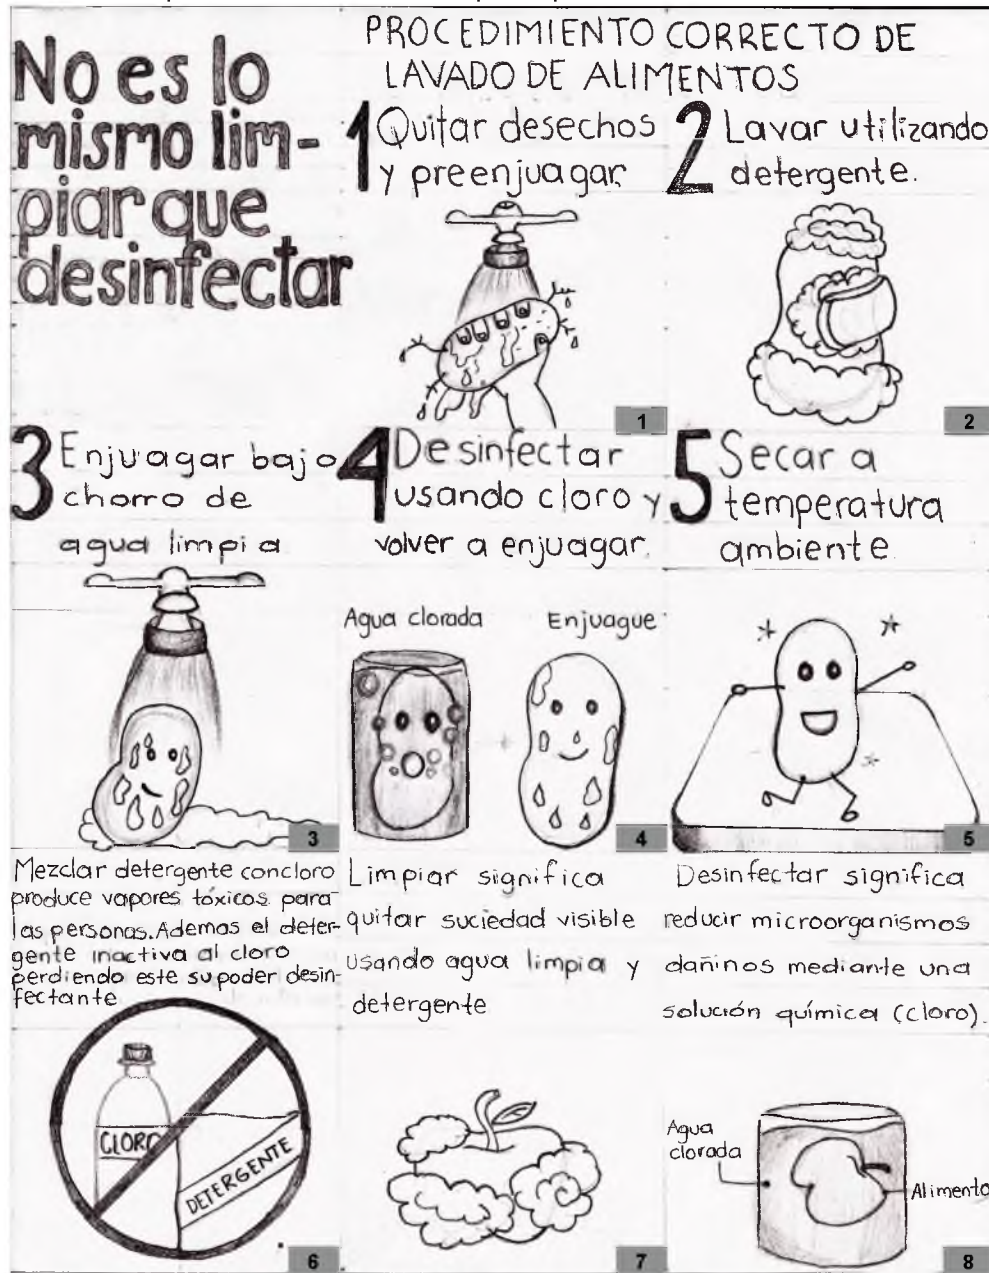 No es lo
mismo lim-
piar que
desinfectar
PROCEDIMIENTO CORRECTO DE
LAVADO DE ALIMENTOS
1 Quitar desechos
y preenjuagar
1
2 Lavar utilizando
detergente.
2
3 Enjuagar bajo
chorro de
agua limpia
3
4 Desinfectar
usando cloro y
volver a enjuagar.
Agua clorada
Enjuague
4
5 Secar a
temperatura
ambiente.
5
Mezclar detergente concloro
produce vapores tóxicos para
las personas. Ademas el deter-
gente inactiva al cloro
perdiendo este su poder desin-
fectante
CLORO
DETERGENTE
6
Limpiar significa
quitar suciedad visible
usando agua limpia y
detergente
7
Desinfectar significa
reducir microorganismos
dañinos mediante una
solución química (cloro).
Agua
clorada
Alimento
8